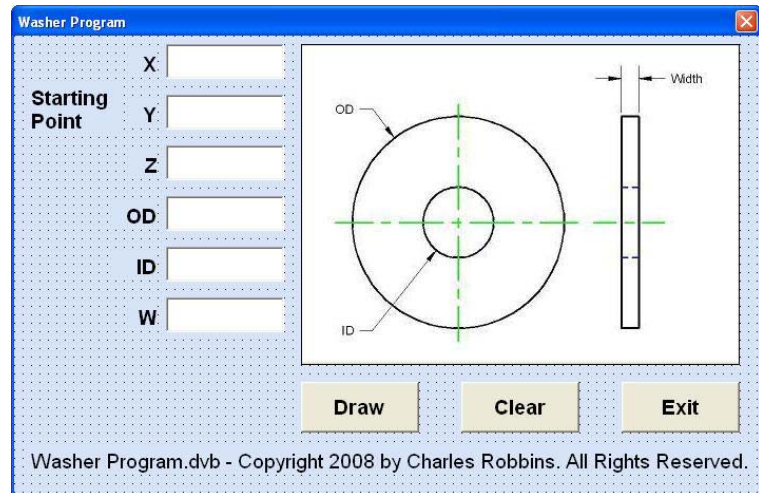 Washer Program
X
Starting
Point
Y
Z
OD
ID
W
OD
Width
ID
Draw
Clear
Exit
Washer Program.dvb - Copyright 2008 by Charles Robbins. All Rights Reserved.